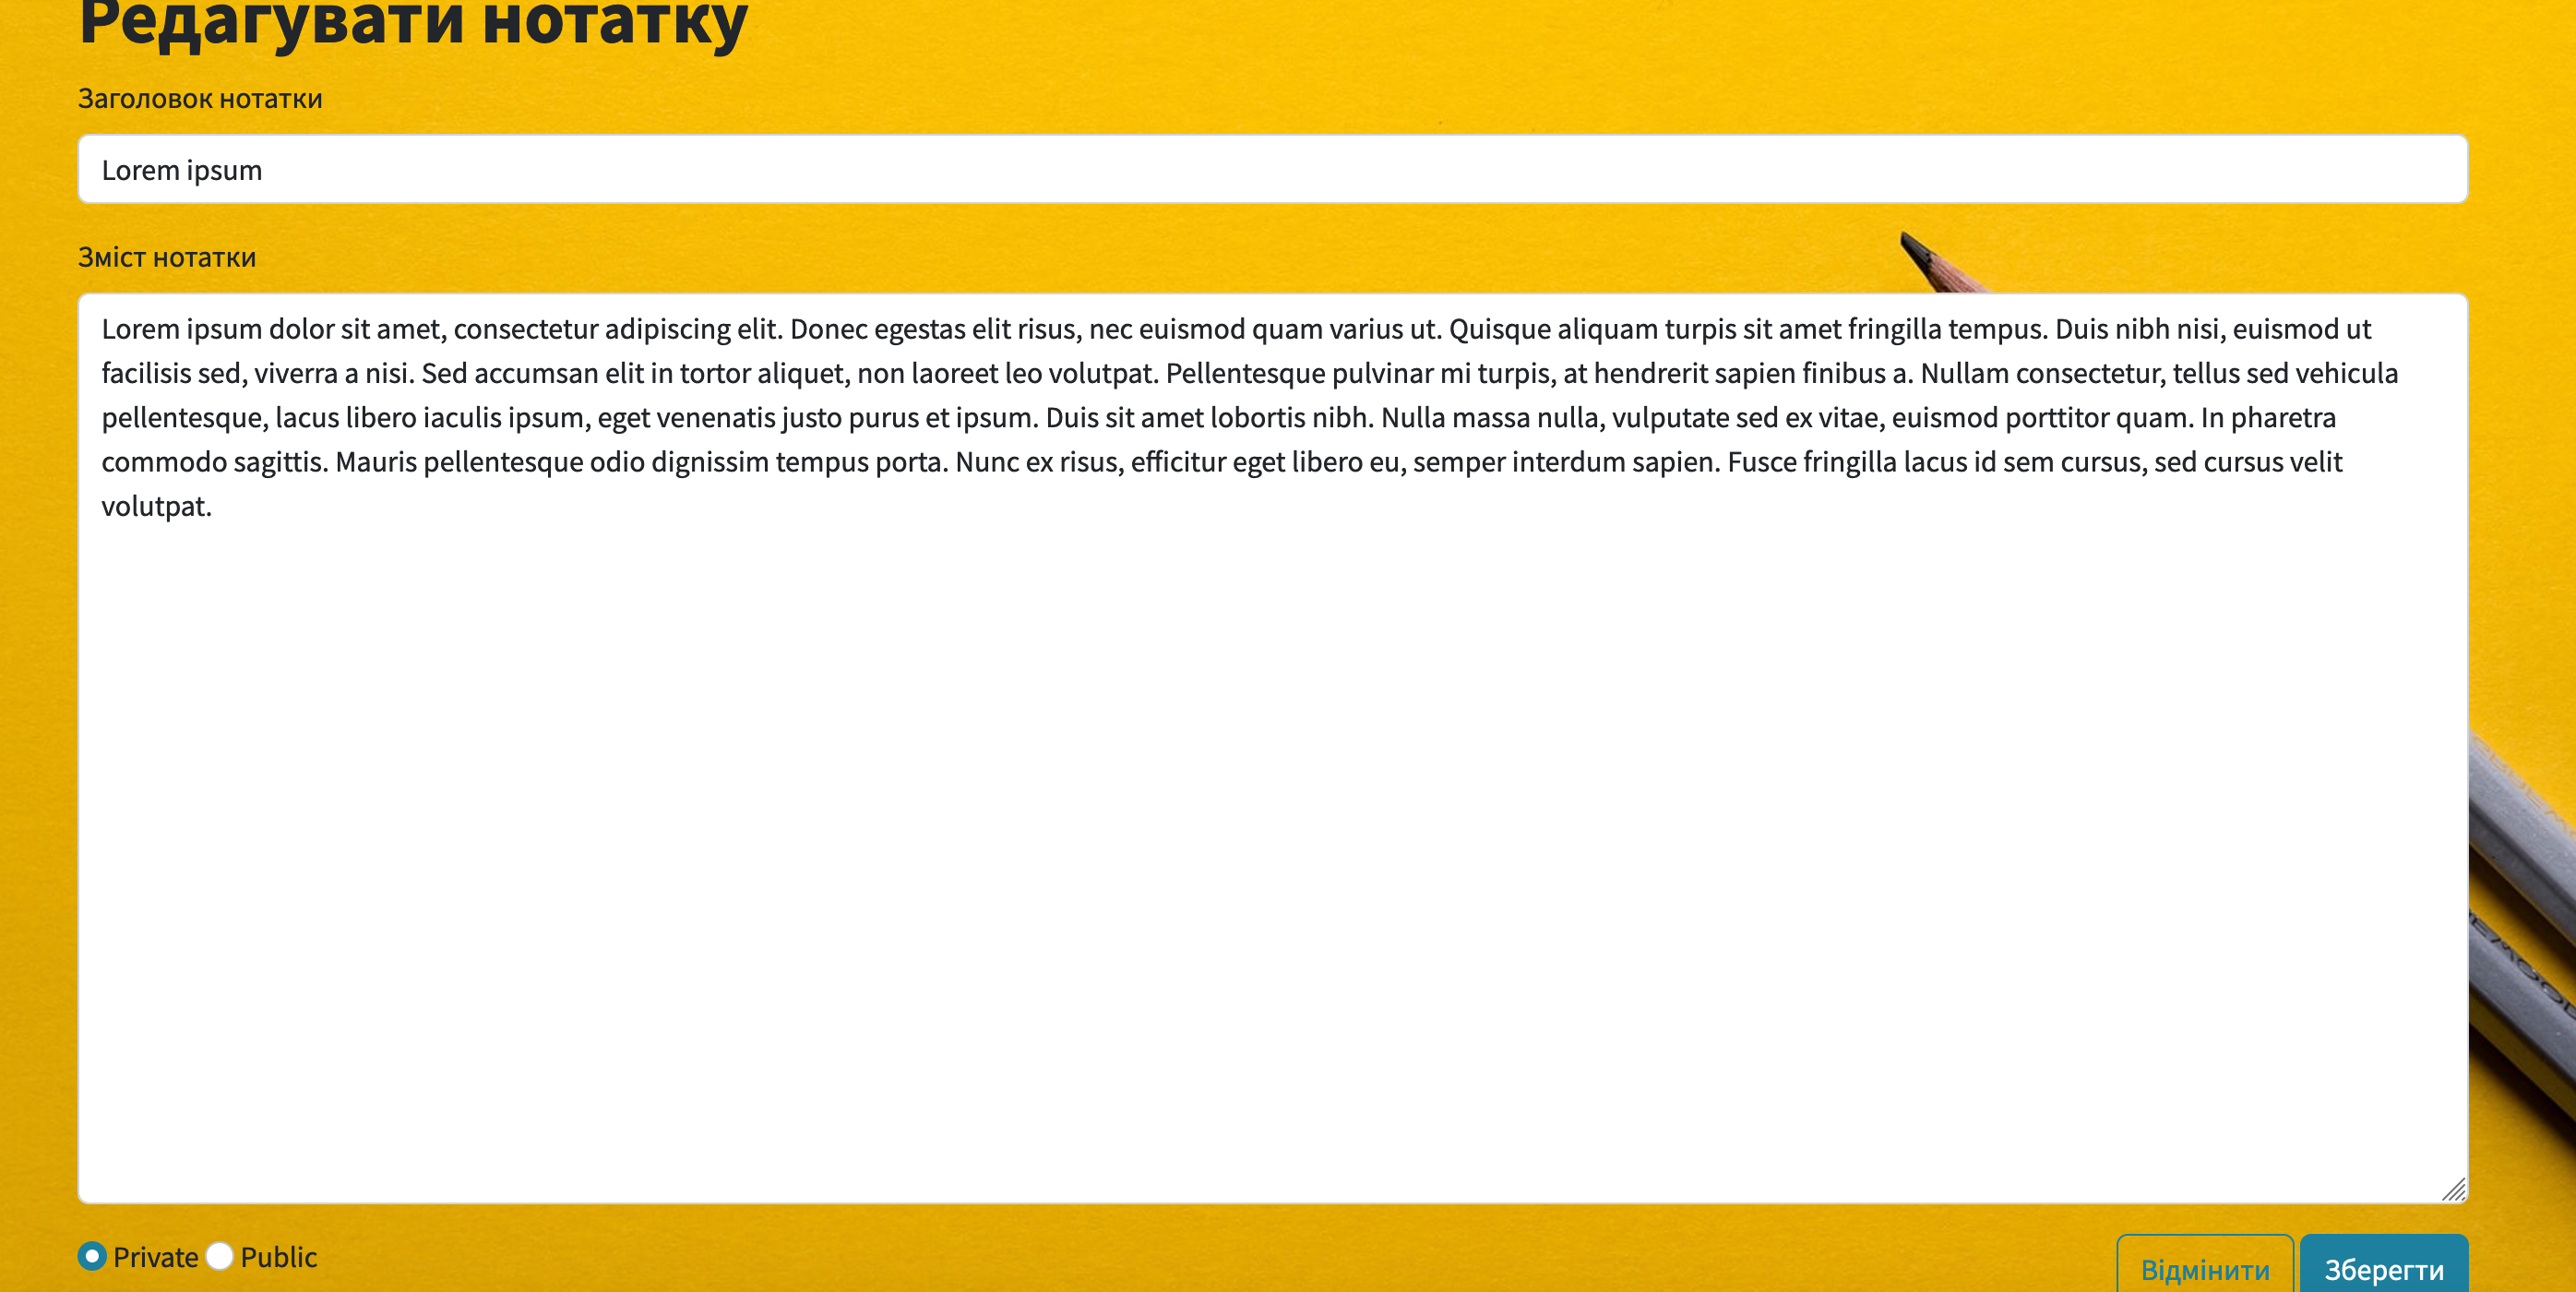 Редагувати нотатку
Заголовок нотатки
Lorem ipsum
Зміст нотатки
Lorem ipsum dolor sit amet, consectetur adipiscing elit. Donec egestas elit risus, nec euismod quam varius ut. Quisque aliquam turpis sit amet fringilla tempus. Duis nibh nisi, euismod ut
facilisis sed, viverra a nisi. Sed accumsan elit in tortor aliquet, non laoreet leo volutpat. Pellentesque pulvinar mi turpis, at hendrerit sapien finibus a. Nullam consectetur, tellus sed vehicula
pellentesque, lacus libero iaculis ipsum, eget venenatis justo purus et ipsum. Duis sit amet lobortis nibh. Nulla massa nulla, vulputate sed ex vitae, euismod porttitor quam. In pharetra
commodo sagittis. Mauris pellentesque odio dignissim tempus porta. Nunc ex risus, efficitur eget libero eu, semper interdum sapien. Fusce fringilla lacus id sem cursus, sed cursus velit
volutpat.
Private Public
Відмінити Зберегти